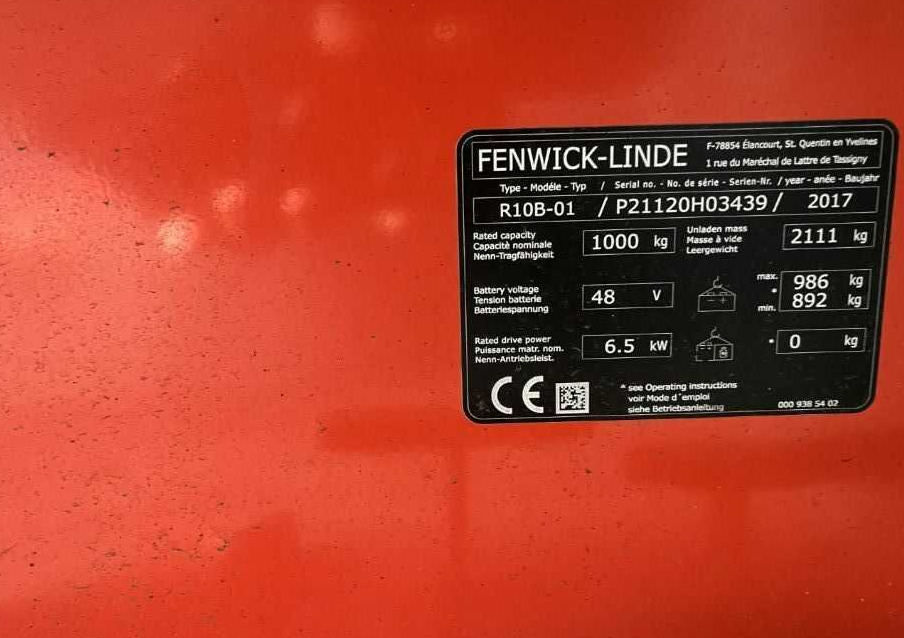 FENWICK-LINDE
F-78854 Élancourt, St. Quentin en Yvelines
1 rue du Maréchal de Lattre de Tassigny
Type - Modéle - Typ / Serial no. - No. de série - Serien-Nr. / year - anée - Baujahr
R10B-01 / P21120H03439 / 2017
Rated capacity
Capacité nominale
Nenn-Tragfähigkeit
1000 kg
Unladen mass
Masse à vide
Leergewicht
2111 kg
Battery voltage
Tension batterie
Batteriespannung
48 V
max. 986 kg
*
min. 892 kg
Rated drive power
Puissance matr. nom.
Nenn-Antriebsleist.
6.5 kW
* 0 kg
CE
* see Operating instructions
voir Mode d'emploi
siehe Betriebsanleitung
000 938 54 02